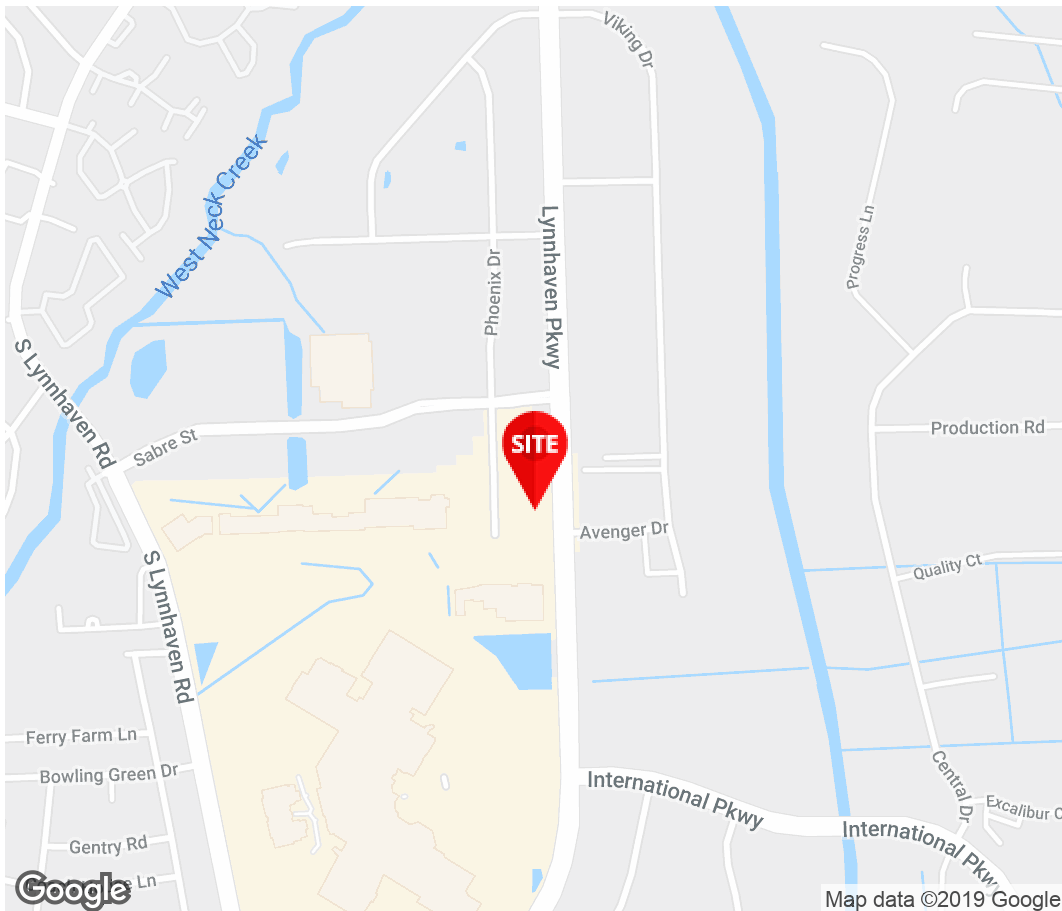 Viking Dr
West Neck Creek
Lynnhaven Pkwy
Progress Ln
Phoenix Dr
S Lynnhaven Rd
Sabre St
SITE
Production Rd
Avenger Dr
Quality Ct
S Lynnhaven Rd
Ferry Farm Ln
Bowling Green Dr
International Pkwy
Central Dr
Excalibur C
Gentry Rd
International Pkwy
Ln
Google
Map data ©2019 Google